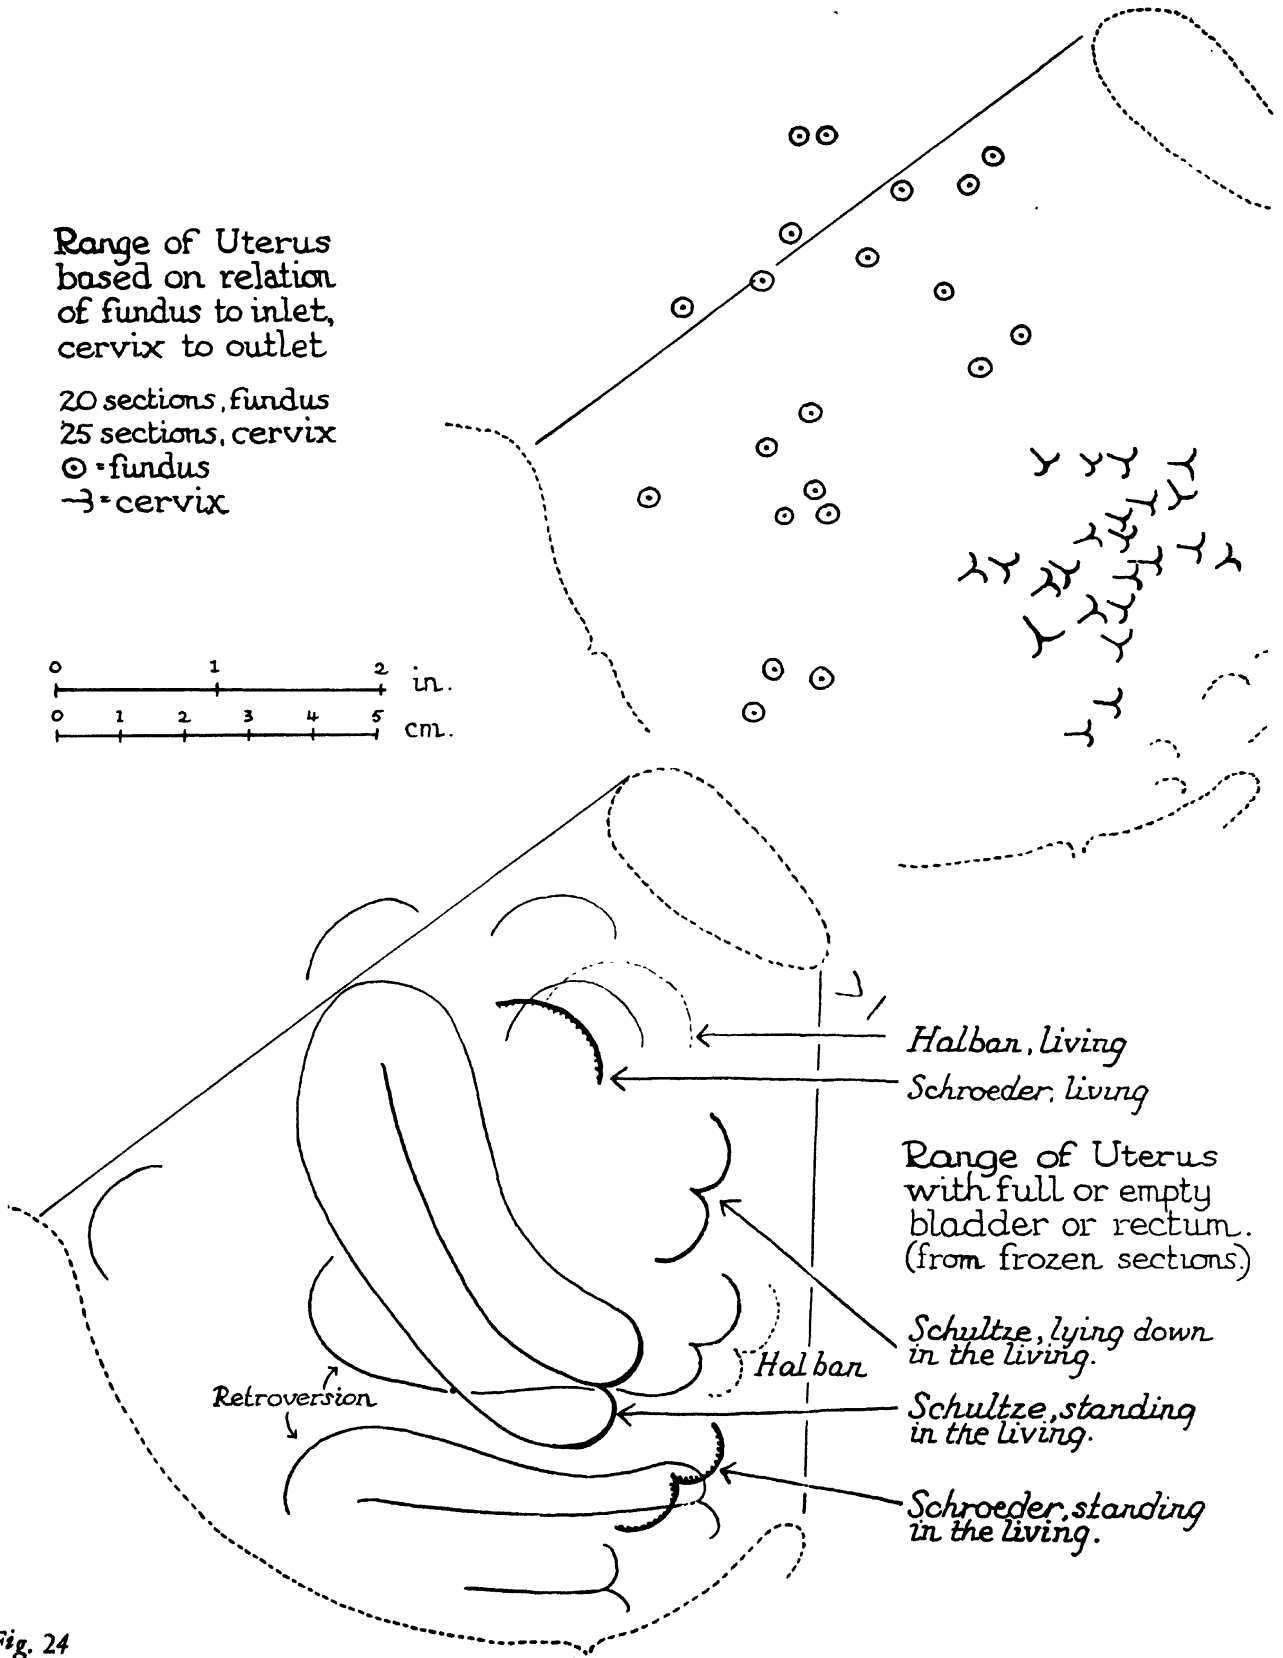 Range of Uterus
based on relation
of fundus to inlet,
cervix to outlet
20 sections, fundus
25 sections, cervix
⊙ = fundus
= cervix
0 1 2 in.
0 1 2 3 4 5 cm.
Halban, living
Schroeder, living
Range of Uterus
with full or empty
bladder or rectum.
(from frozen sections.)
Schultze, lying down
in the living.
Halban
Retroversion
Schultze, standing
in the living.
Schroeder, standing
in the living.
Fig. 24